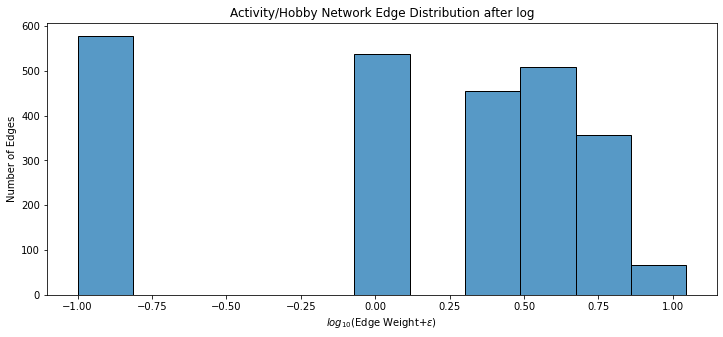 Activity/Hobby Network Edge Distribution after log
600
500
400
300
200
100
0
Number of Edges
−1.00 −0.75 −0.50 −0.25 0.00 0.25 0.50 0.75 1.00
log₁₀(Edge Weight+ε)